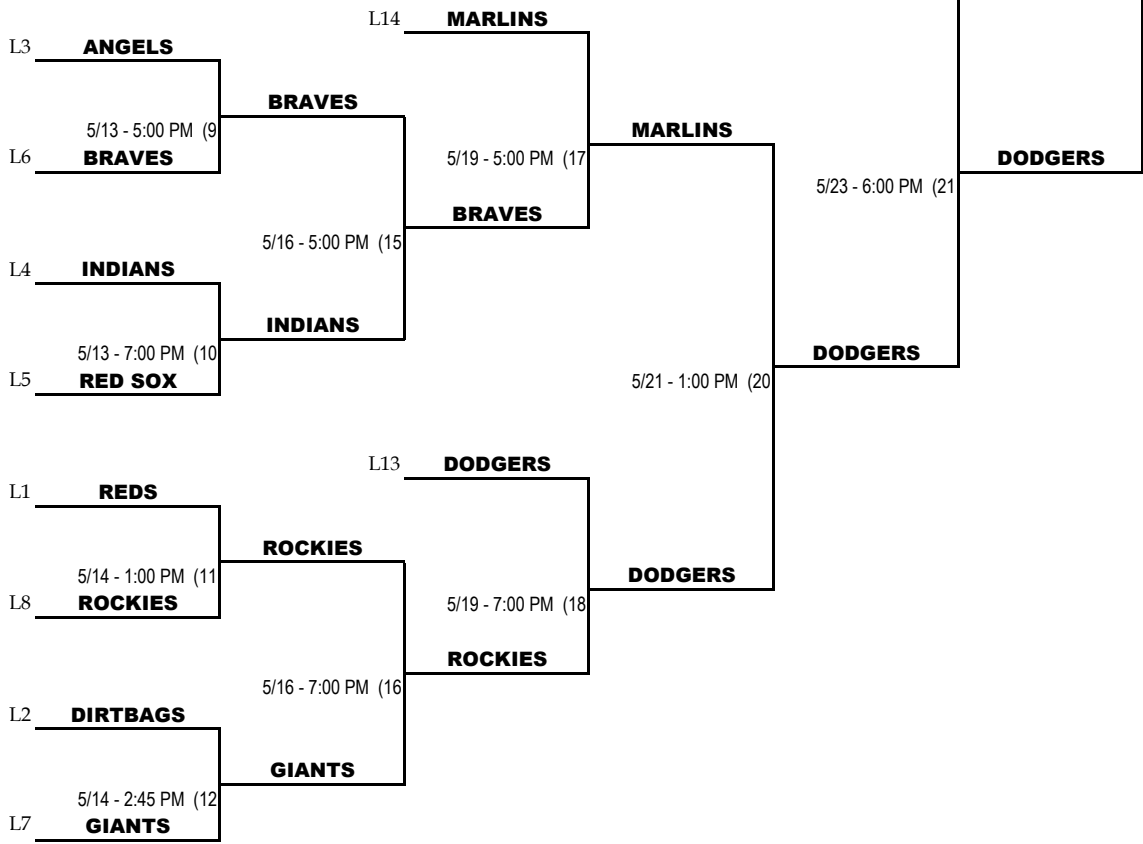 L14 MARLINS
L3 ANGELS
BRAVES
5/13 - 5:00 PM (9
MARLINS
L6 BRAVES
5/19 - 5:00 PM (17
DODGERS
5/23 - 6:00 PM (21
BRAVES
5/16 - 5:00 PM (15
L4 INDIANS
INDIANS
5/13 - 7:00 PM (10
DODGERS
L5 RED SOX
5/21 - 1:00 PM (20
L13 DODGERS
L1 REDS
ROCKIES
5/14 - 1:00 PM (11
DODGERS
L8 ROCKIES
5/19 - 7:00 PM (18
ROCKIES
5/16 - 7:00 PM (16
L2 DIRTBAGS
GIANTS
5/14 - 2:45 PM (12
L7 GIANTS